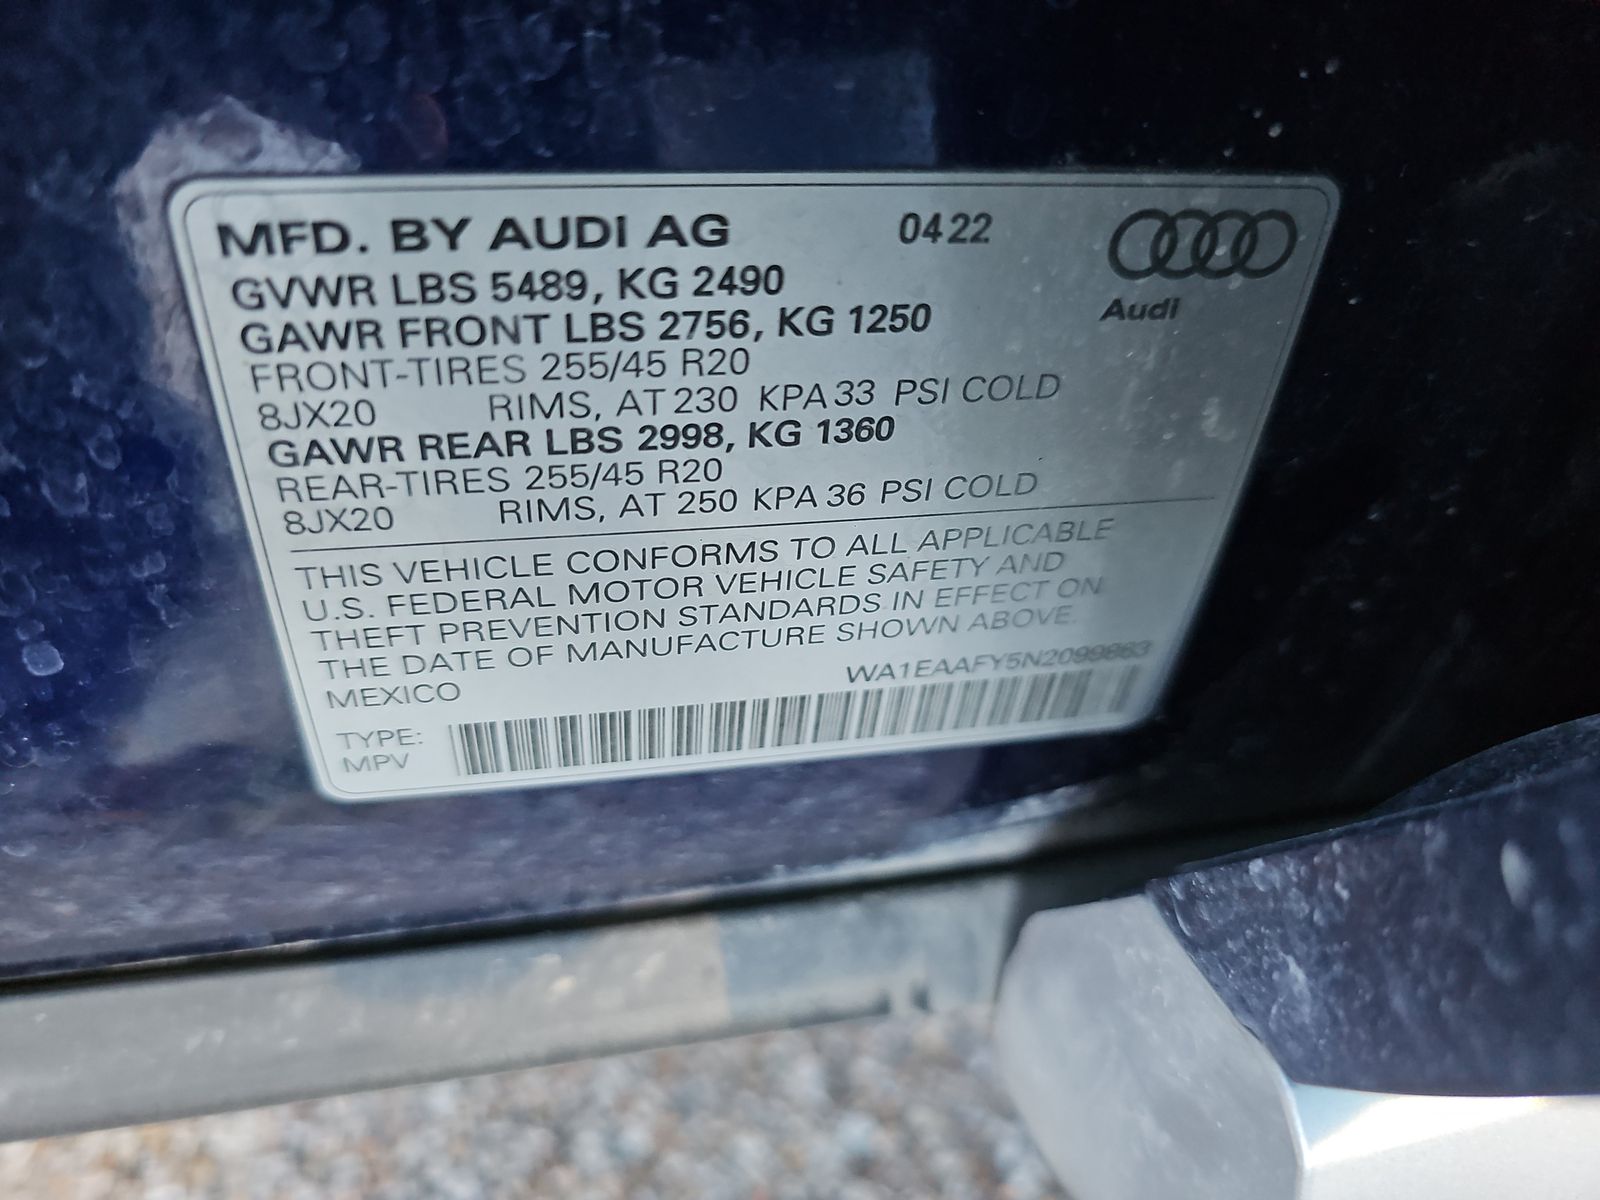 MFD. BY AUDI AG 0422
GVWR LBS 5489, KG 2490
GAWR FRONT LBS 2756, KG 1250
Audi
FRONT-TIRES 255/45 R20
8JX20 RIMS, AT 230 KPA 33 PSI COLD
GAWR REAR LBS 2998, KG 1360
REAR-TIRES 255/45 R20
8JX20 RIMS, AT 250 KPA 36 PSI COLD
THIS VEHICLE CONFORMS TO ALL APPLICABLE
U.S. FEDERAL MOTOR VEHICLE SAFETY AND
THEFT PREVENTION STANDARDS IN EFFECT ON
THE DATE OF MANUFACTURE SHOWN ABOVE.
MEXICO
TYPE:
MPV